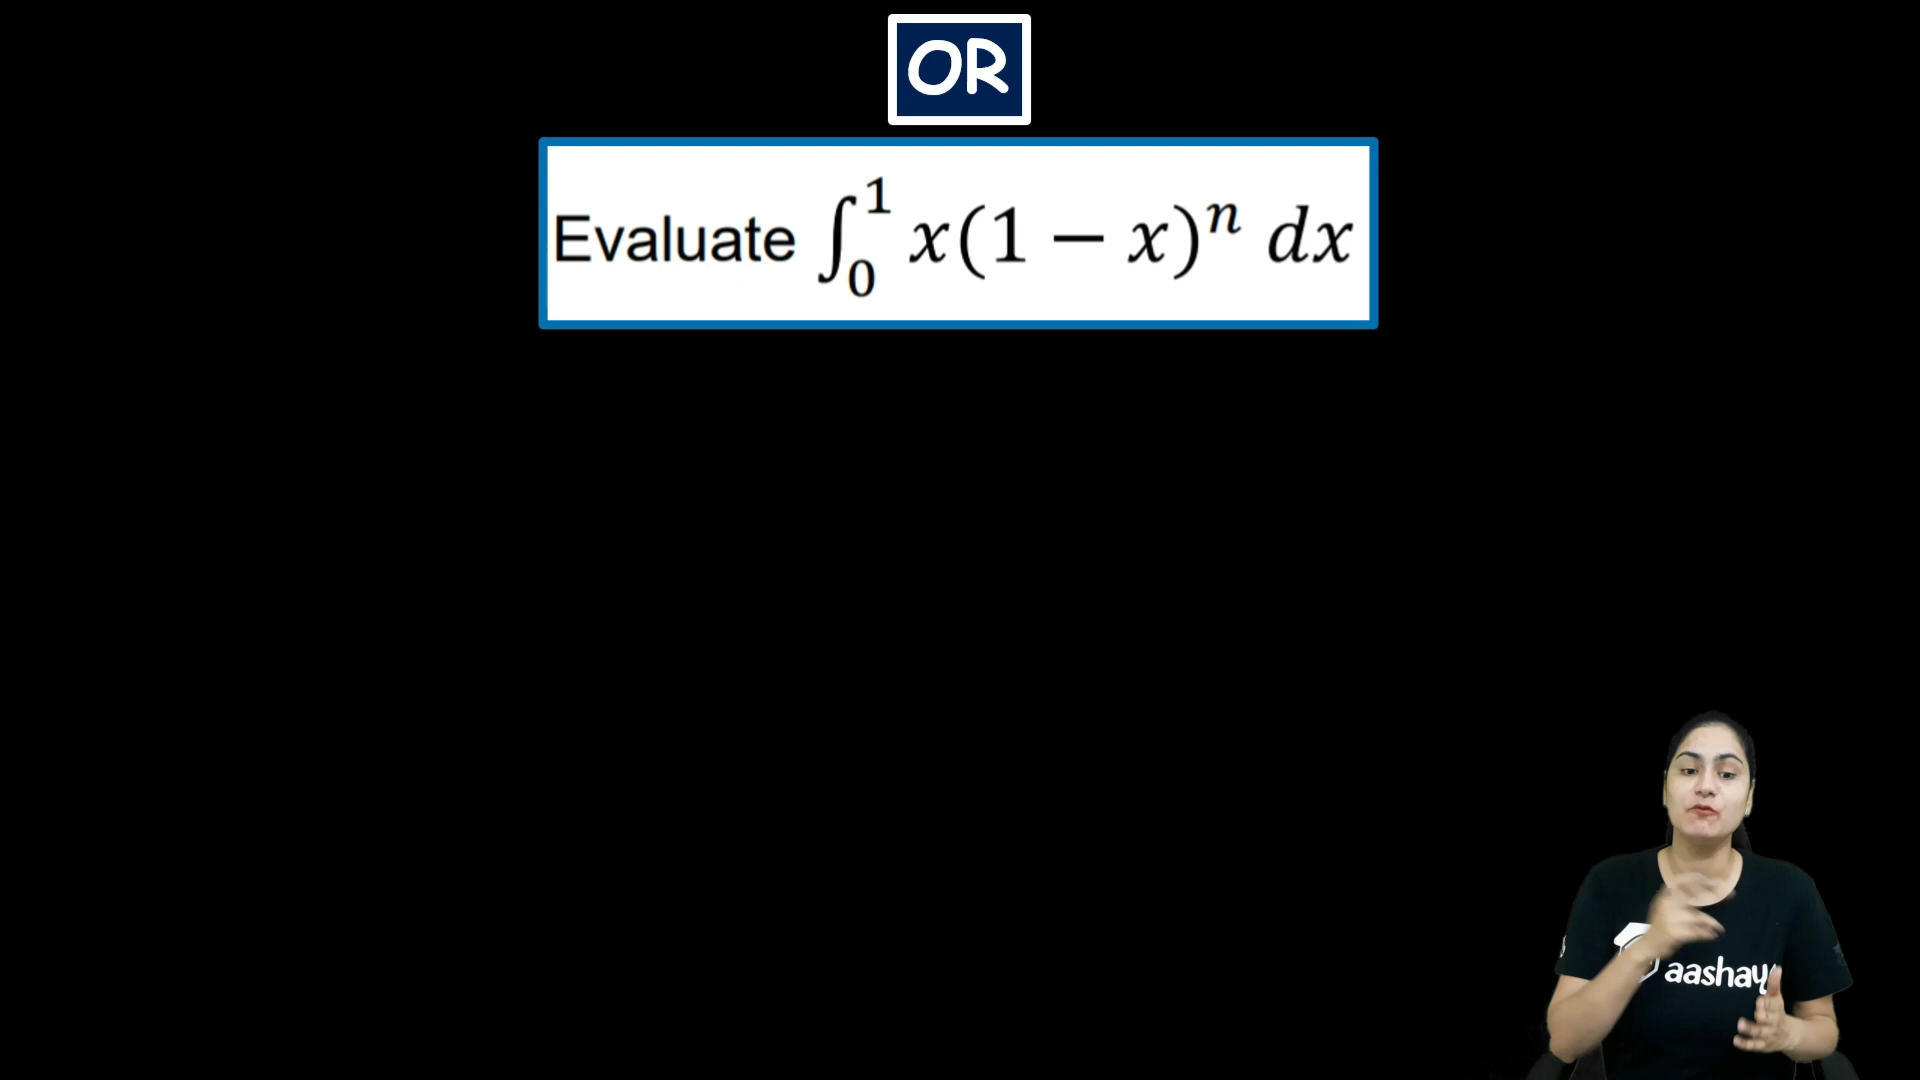 OR
Evaluate ∫₀¹ x(1 − x)ⁿ dx
aashay